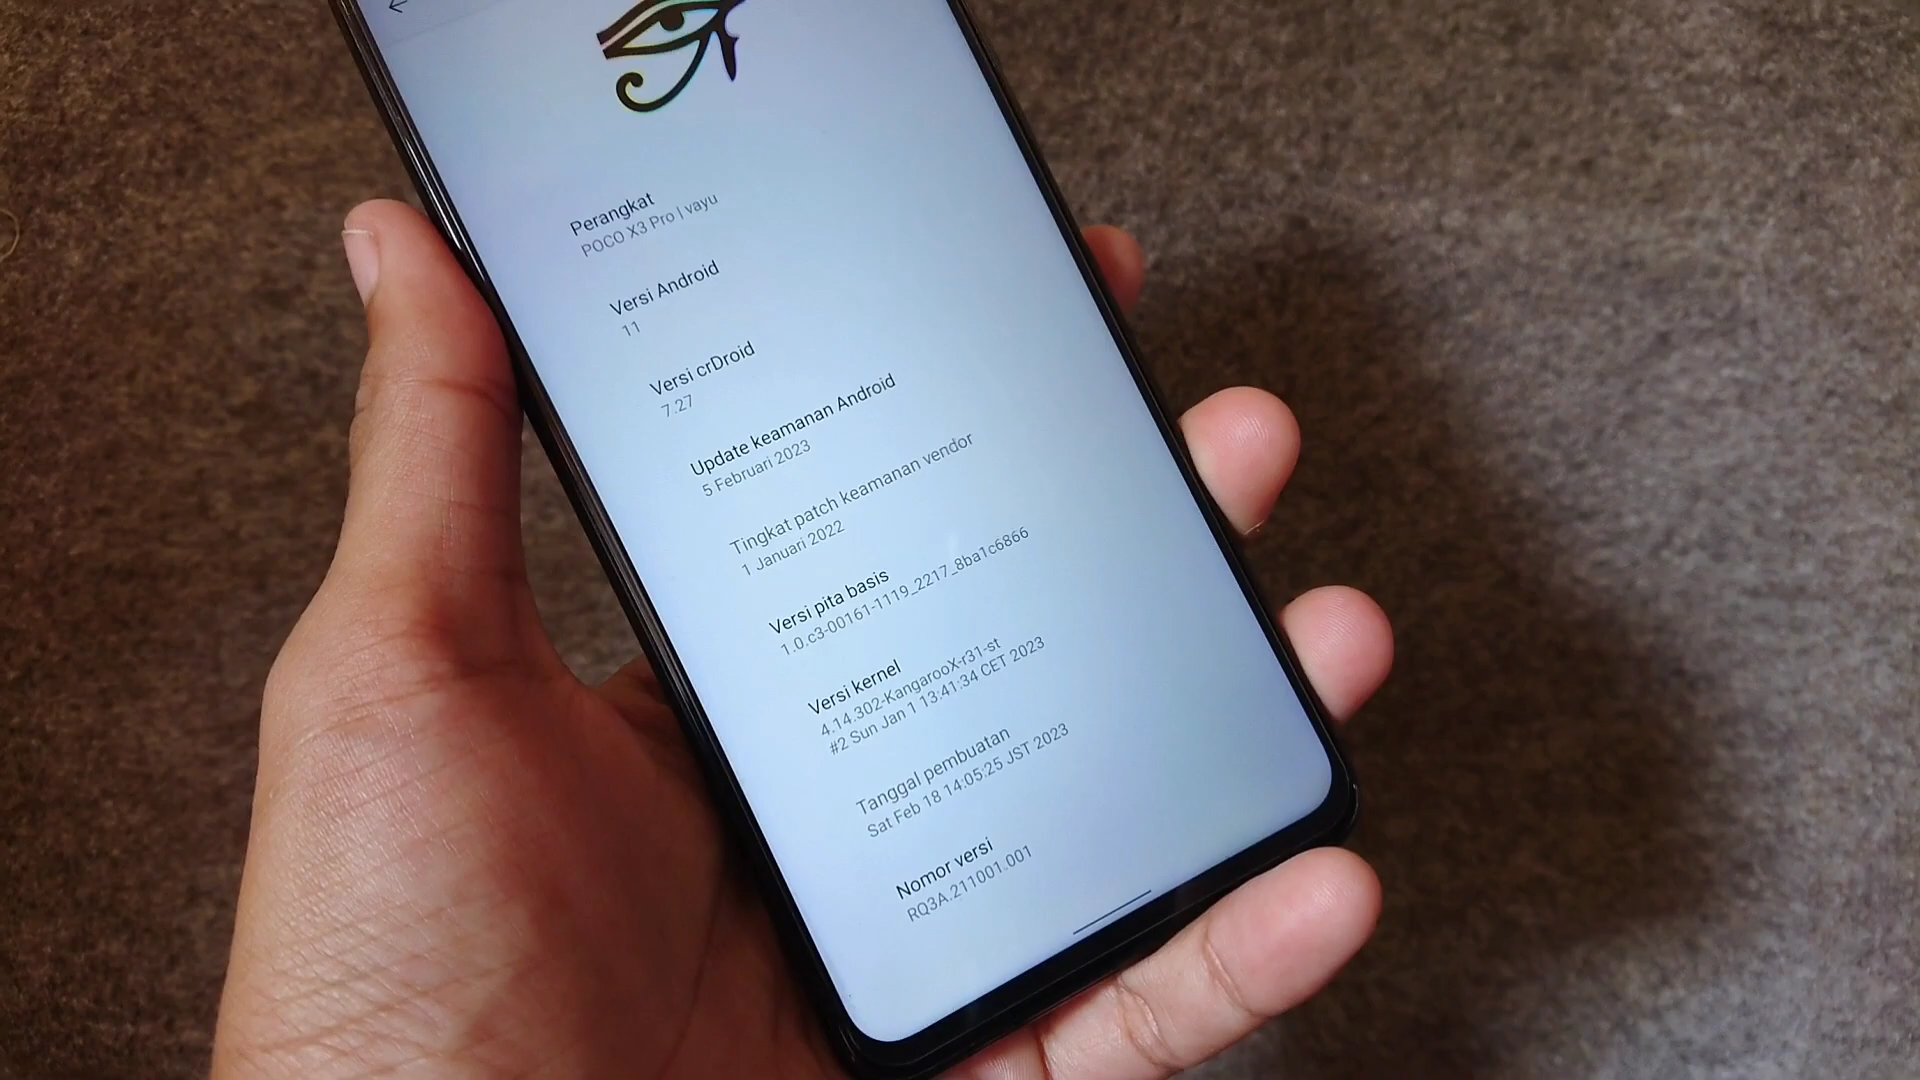 Perangkat
POCO X3 Pro | vayu
Versi Android
11
Versi crDroid
7.27
Update keamanan Android
5 Februari 2023
Tingkat patch keamanan vendor
1 Januari 2022
Versi pita basis
1.0.c3-00161-1119_2217_8ba1c6866
Versi kernel
4.14.302-KangarooX-r31-st
#2 Sun Jan 1 13:41:34 CET 2023
Tanggal pembuatan
Sat Feb 18 14:05:25 JST 2023
Nomor versi
RQ3A.211001.001